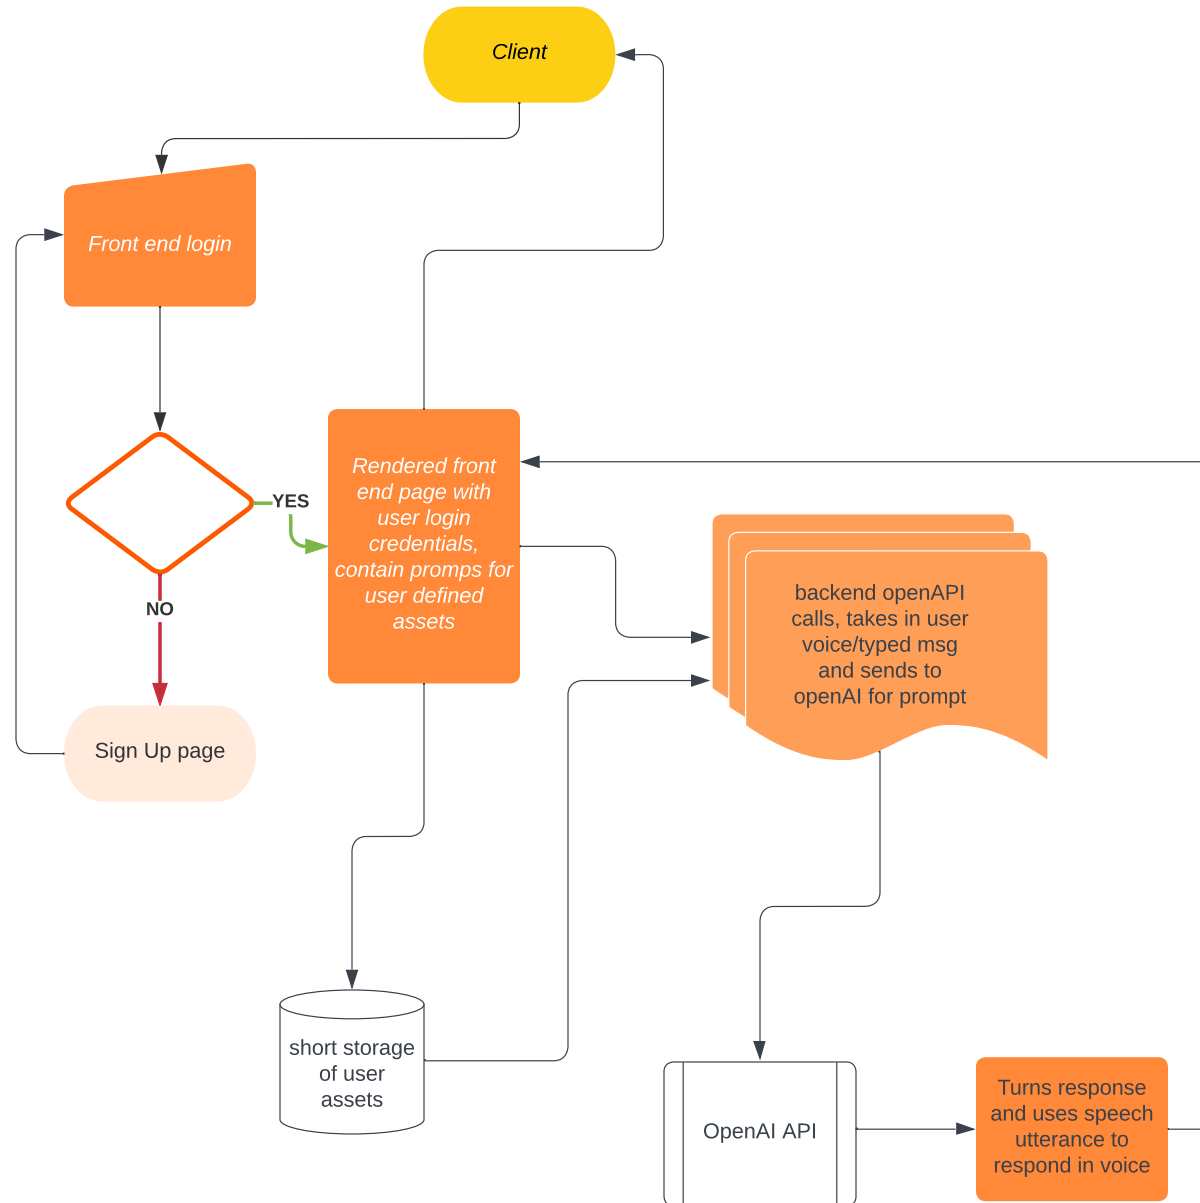 Client
Front end login
YES
NO
Rendered front
end page with
user login
credentials,
contain promps for
user defined
assets
backend openAPI
calls, takes in user
voice/typed msg
and sends to
openAI for prompt
Sign Up page
short storage
of user
assets
OpenAI API
Turns response
and uses speech
utterance to
respond in voice